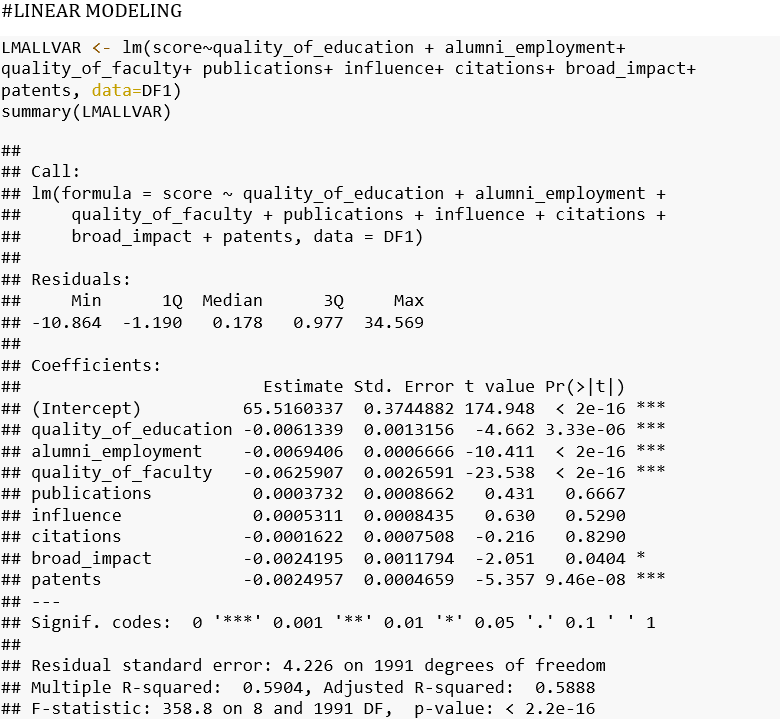 #LINEAR MODELING
LMALLVAR <- lm(score~quality_of_education + alumni_employment+
quality_of_faculty+ publications+ influence+ citations+ broad_impact+
patents, data=DF1)
summary(LMALLVAR)
##
## Call:
## lm(formula = score ~ quality_of_education + alumni_employment +
##     quality_of_faculty + publications + influence + citations +
##     broad_impact + patents, data = DF1)
##
## Residuals:
##     Min      1Q  Median      3Q     Max
## -10.864  -1.190   0.178   0.977  34.569
##
## Coefficients:
##                        Estimate Std. Error t value Pr(>|t|)
## (Intercept)          65.5160337  0.3744882 174.948  < 2e-16 ***
## quality_of_education -0.0061339  0.0013156  -4.662 3.33e-06 ***
## alumni_employment    -0.0069406  0.0006666 -10.411  < 2e-16 ***
## quality_of_faculty   -0.0625907  0.0026591 -23.538  < 2e-16 ***
## publications          0.0003732  0.0008662   0.431   0.6667
## influence             0.0005311  0.0008435   0.630   0.5290
## citations            -0.0001622  0.0007508  -0.216   0.8290
## broad_impact         -0.0024195  0.0011794  -2.051   0.0404 *
## patents              -0.0024957  0.0004659  -5.357 9.46e-08 ***
## ---
## Signif. codes:  0 '***' 0.001 '**' 0.01 '*' 0.05 '.' 0.1 ' ' 1
##
## Residual standard error: 4.226 on 1991 degrees of freedom
## Multiple R-squared:  0.5904, Adjusted R-squared:  0.5888
## F-statistic: 358.8 on 8 and 1991 DF,  p-value: < 2.2e-16